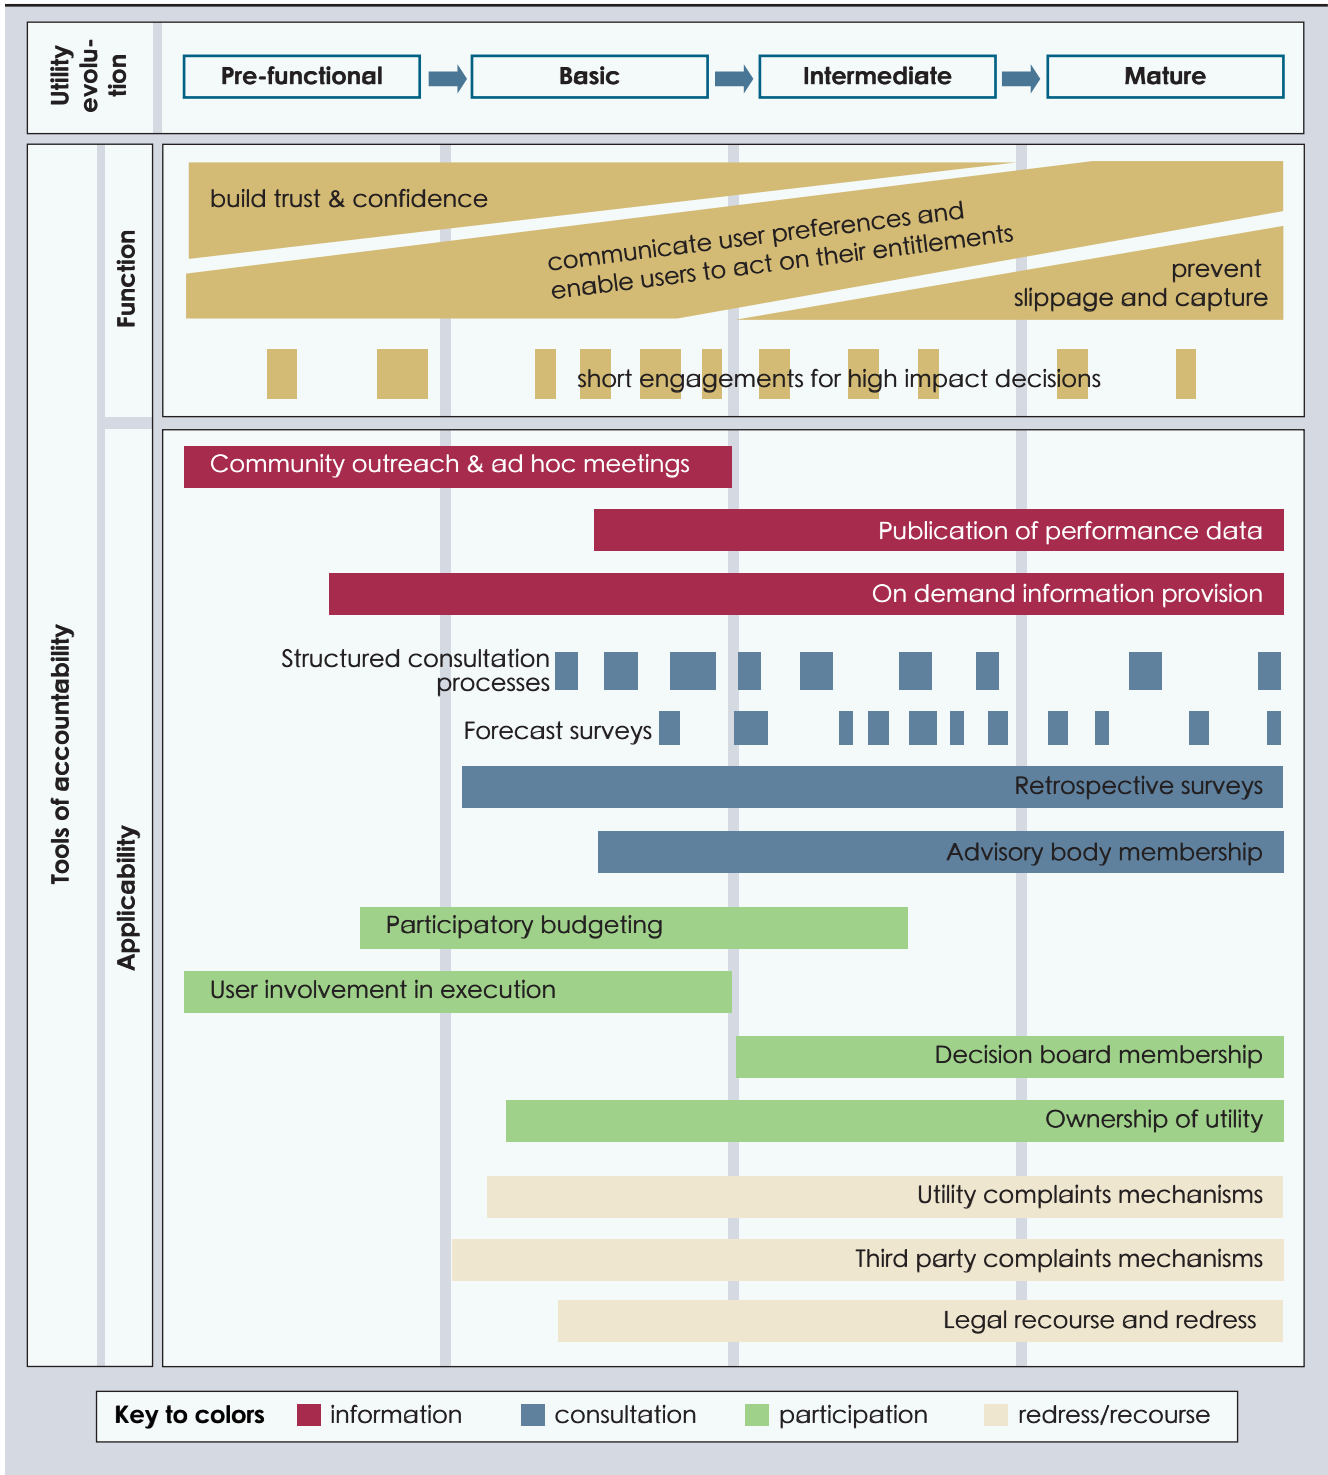 Utility
evolu-
tion
Pre-functional
Basic
Intermediate
Mature
Tools of accountability
Function
build trust & confidence
communicate user preferences and
enable users to act on their entitlements
prevent
slippage and capture
short engagements for high impact decisions
Applicability
Community outreach & ad hoc meetings
Publication of performance data
On demand information provision
Structured consultation
processes
Forecast surveys
Retrospective surveys
Advisory body membership
Participatory budgeting
User involvement in execution
Decision board membership
Ownership of utility
Utility complaints mechanisms
Third party complaints mechanisms
Legal recourse and redress
Key to colors
information
consultation
participation
redress/recourse